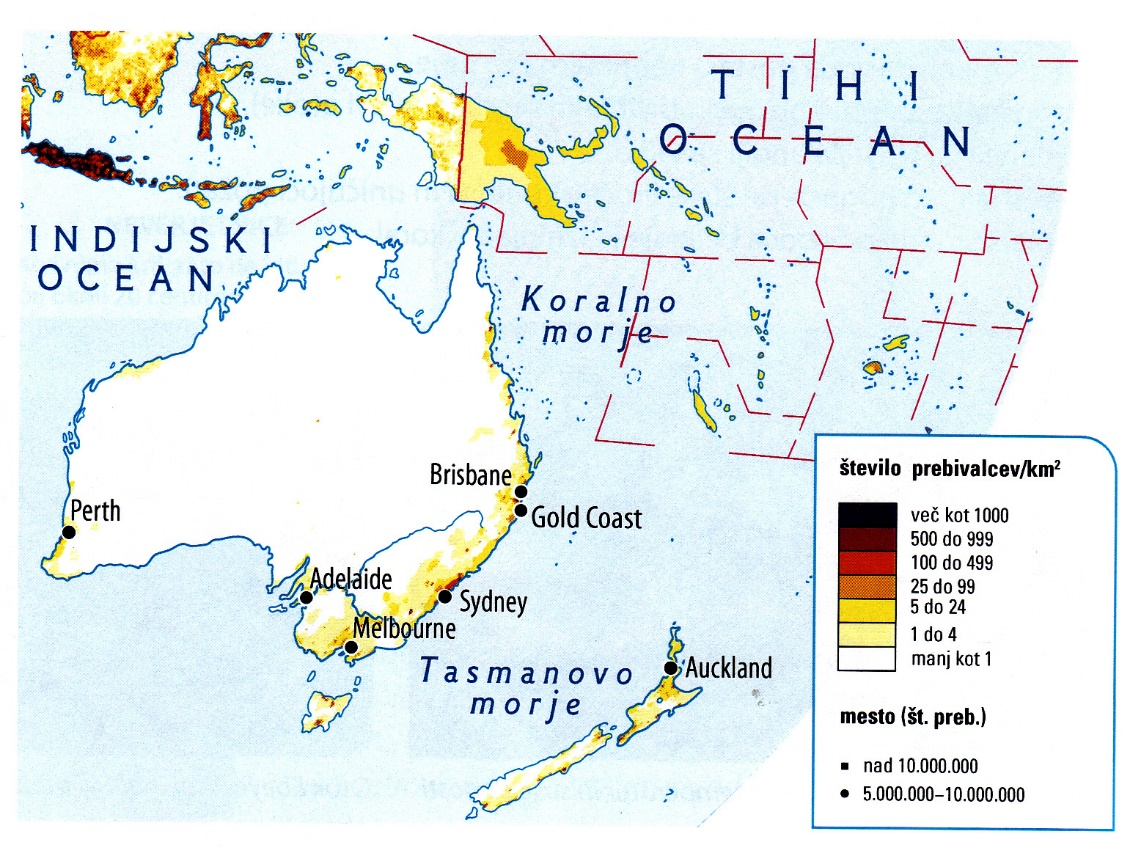 T I H I
O C E A N
INDIJSKI
OCEAN
Koralno
morje
Brisbane
Gold Coast
Perth
Adelaide
Sydney
Melbourne
Tasmanovo
morje
Auckland
število prebivalcev/km²
več kot 1000
500 do 999
100 do 499
25 do 99
5 do 24
1 do 4
manj kot 1
mesto (št. preb.)
nad 10.000.000
5.000.000–10.000.000